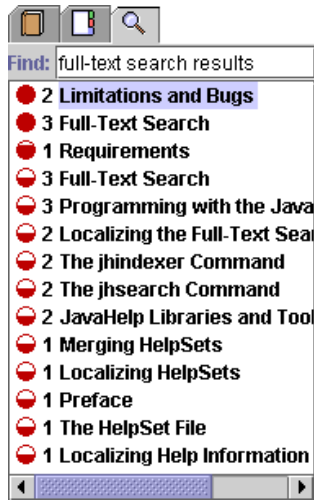 Find: full-text search results
2 Limitations and Bugs
3 Full-Text Search
1 Requirements
3 Full-Text Search
3 Programming with the Java
2 Localizing the Full-Text Sear
2 The jhindexer Command
2 The jhsearch Command
2 JavaHelp Libraries and Tool
1 Merging HelpSets
1 Localizing HelpSets
1 Preface
1 The HelpSet File
1 Localizing Help Information